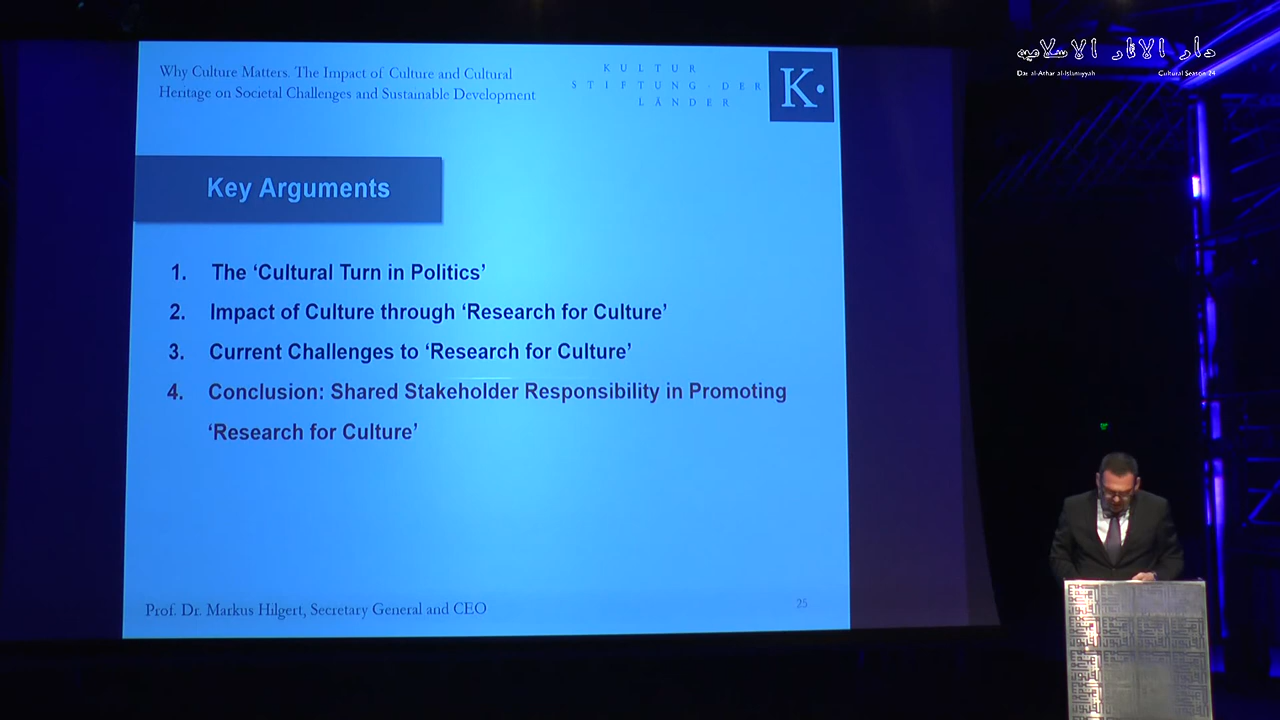 Why Culture Matters. The Impact of Culture and Cultural
Heritage on Societal Challenges and Sustainable Development
KULTUR
STIFTUNG·DER
LÄNDER
K·
دار الآثار الإسلامية
Dar al-Athar al-Islamiyyah
Cultural Season 24
Key Arguments
1. The ‘Cultural Turn in Politics’
2. Impact of Culture through ‘Research for Culture’
3. Current Challenges to ‘Research for Culture’
4. Conclusion: Shared Stakeholder Responsibility in Promoting
‘Research for Culture’
Prof. Dr. Markus Hilgert, Secretary General and CEO
25